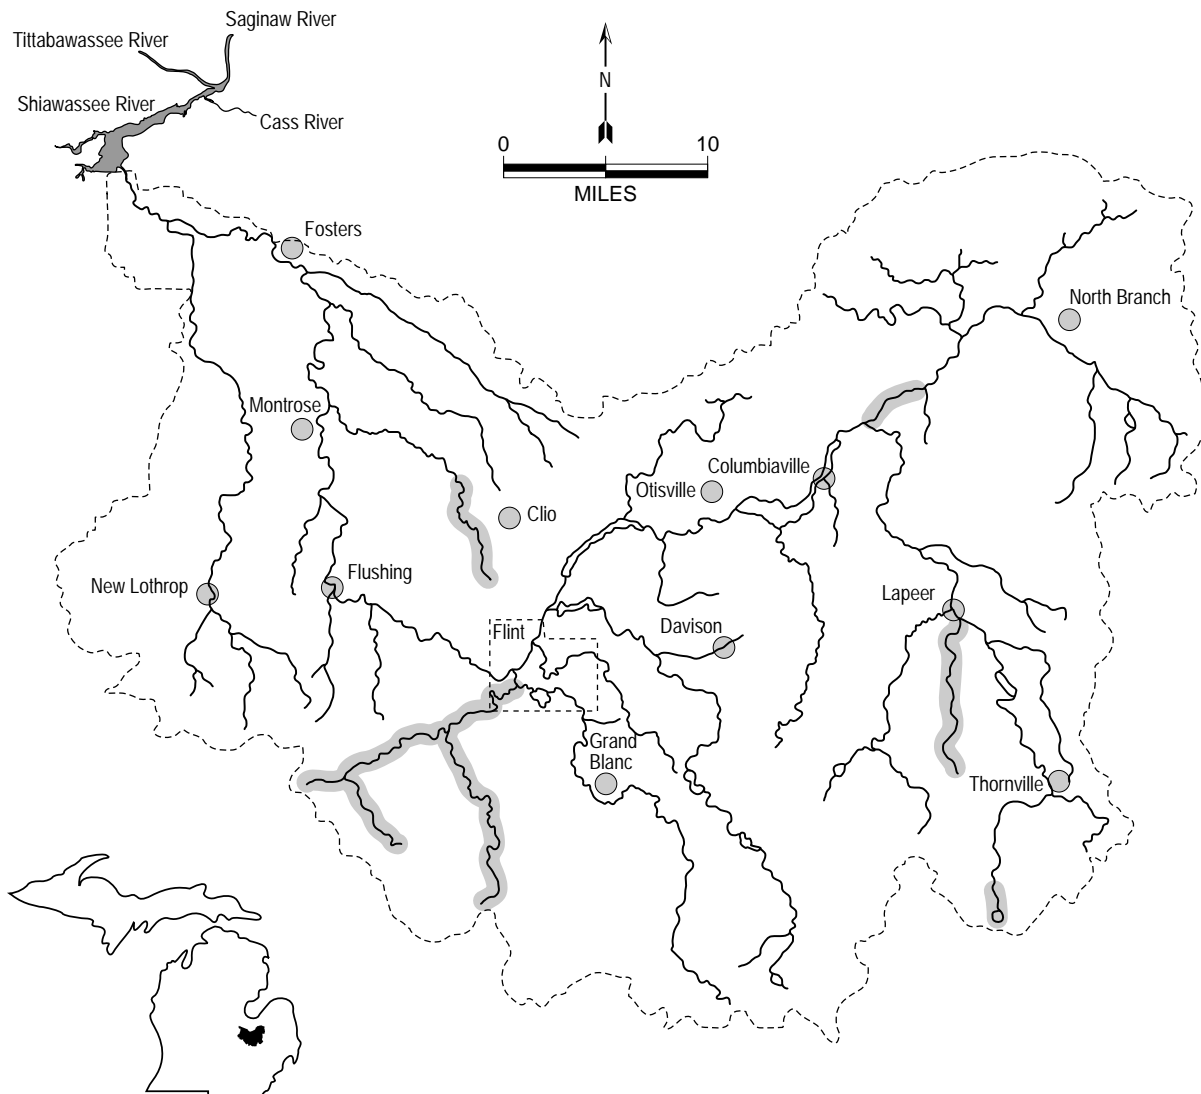 Saginaw River
Tittabawassee River
Shiawassee River
Cass River
N
0
10
MILES
Fosters
North Branch
Montrose
Columbiaville
Otisville
Clio
New Lothrop
Flushing
Lapeer
Flint
Davison
Grand
Blanc
Thornville